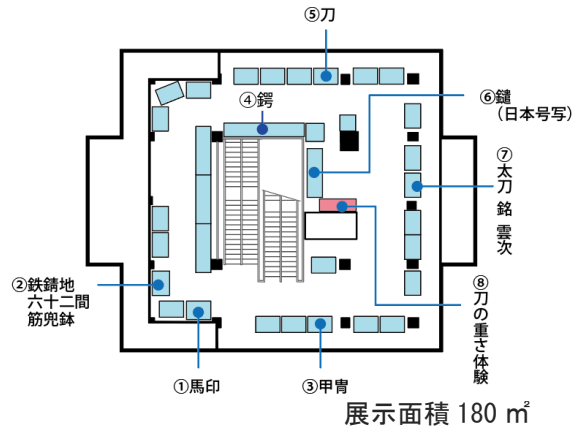 ⑤刀
④鍔
⑥鑓
（日本号写）
⑦太刀 銘 雲次
②鉄錆地
六十二間
筋兜鉢
⑧刀の重さ体験
①馬印
③甲冑
展示面積 180 ㎡